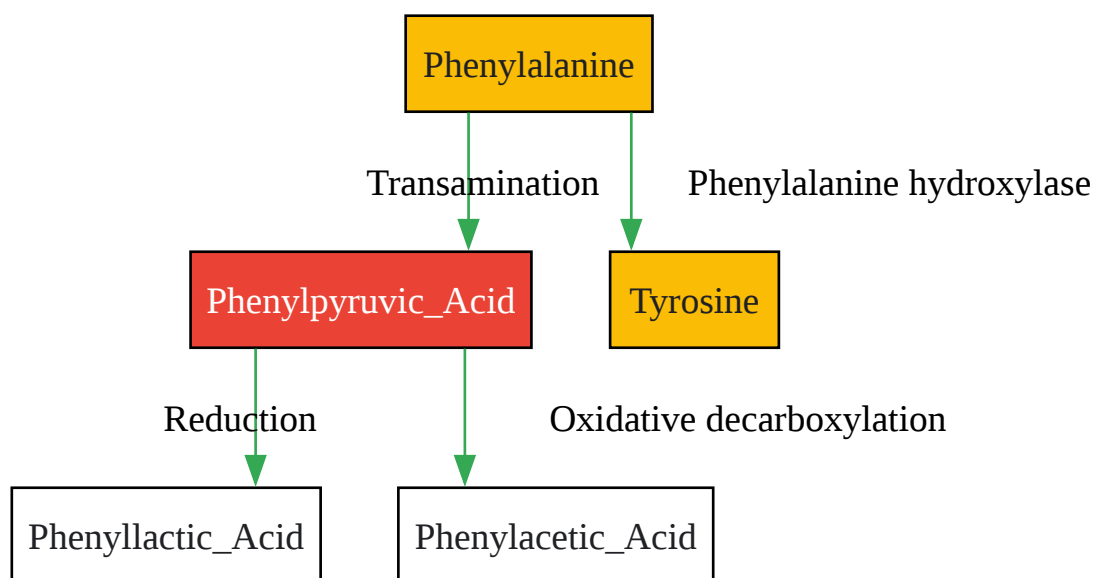 Phenylalanine
Transamination
Phenylalanine hydroxylase
Phenylpyruvic_Acid
Tyrosine
Reduction
Oxidative decarboxylation
Phenyllactic_Acid
Phenylacetic_Acid